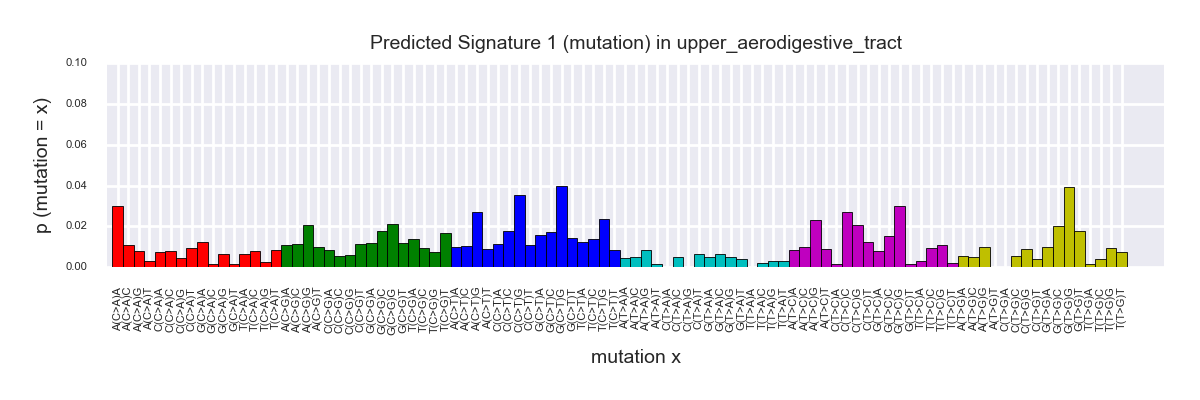 Predicted Signature 1 (mutation) in upper_aerodigestive_tract
0.10
0.08
0.06
0.04
0.02
0.00
p (mutation = x)
A(C>A)A
A(C>A)C
A(C>A)G
A(C>A)T
C(C>A)A
C(C>A)C
C(C>A)G
C(C>A)T
G(C>A)A
G(C>A)C
G(C>A)G
G(C>A)T
T(C>A)A
T(C>A)C
T(C>A)G
T(C>A)T
A(C>G)A
A(C>G)C
A(C>G)G
A(C>G)T
C(C>G)A
C(C>G)C
C(C>G)G
C(C>G)T
G(C>G)A
G(C>G)C
G(C>G)G
G(C>G)T
T(C>G)A
T(C>G)C
T(C>G)G
T(C>G)T
A(C>T)A
A(C>T)C
A(C>T)G
A(C>T)T
C(C>T)A
C(C>T)C
C(C>T)G
C(C>T)T
G(C>T)A
G(C>T)C
G(C>T)G
G(C>T)T
T(C>T)A
T(C>T)C
T(C>T)G
T(C>T)T
A(T>A)A
A(T>A)C
A(T>A)G
A(T>A)T
C(T>A)A
C(T>A)C
C(T>A)G
C(T>A)T
G(T>A)A
G(T>A)C
G(T>A)G
G(T>A)T
T(T>A)A
T(T>A)C
T(T>A)G
T(T>A)T
A(T>C)A
A(T>C)C
A(T>C)G
A(T>C)T
C(T>C)A
C(T>C)C
C(T>C)G
C(T>C)T
G(T>C)A
G(T>C)C
G(T>C)G
G(T>C)T
T(T>C)A
T(T>C)C
T(T>C)G
T(T>C)T
A(T>G)A
A(T>G)C
A(T>G)G
A(T>G)T
C(T>G)A
C(T>G)C
C(T>G)G
C(T>G)T
G(T>G)A
G(T>G)C
G(T>G)G
G(T>G)T
T(T>G)A
T(T>G)C
T(T>G)G
T(T>G)T
mutation x